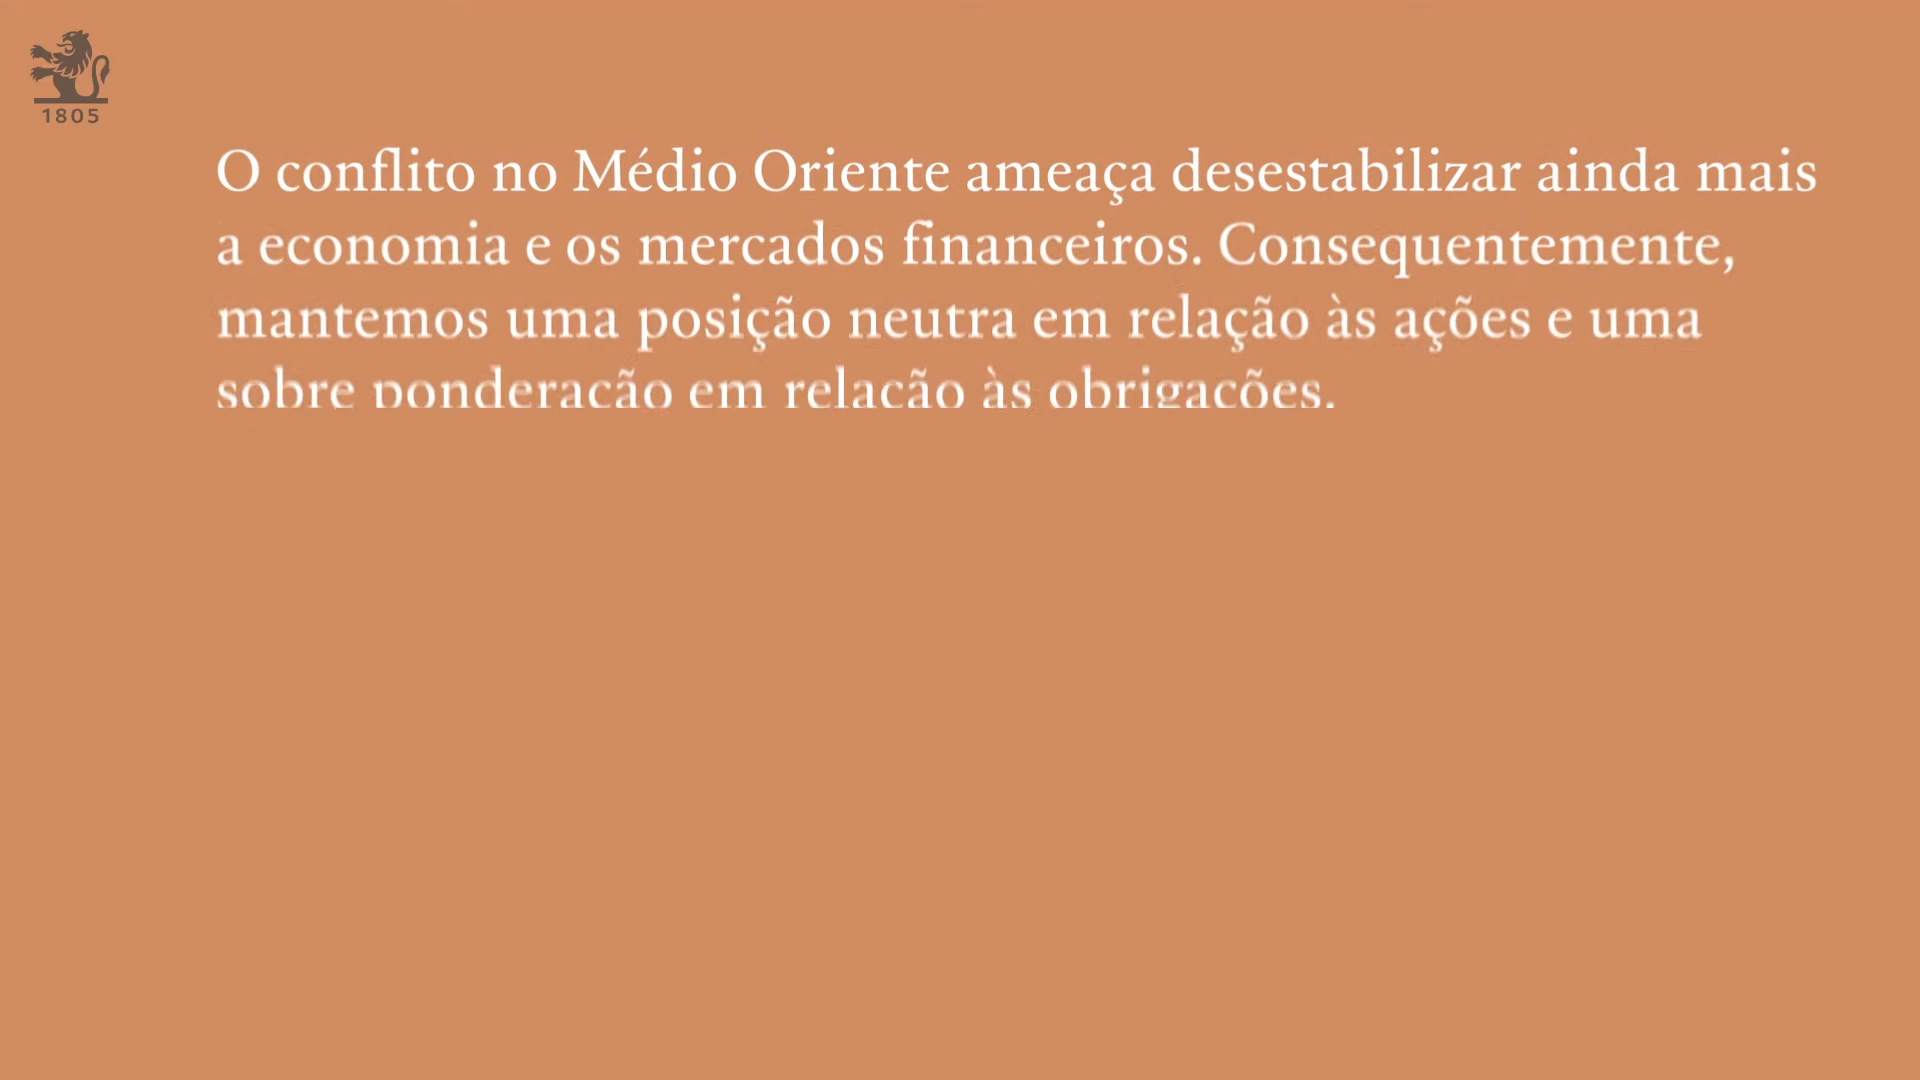 1805
O conflito no Médio Oriente ameaça desestabilizar ainda mais
a economia e os mercados financeiros. Consequentemente,
mantemos uma posição neutra em relação às ações e uma
sobre ponderação em relação às obrigações.